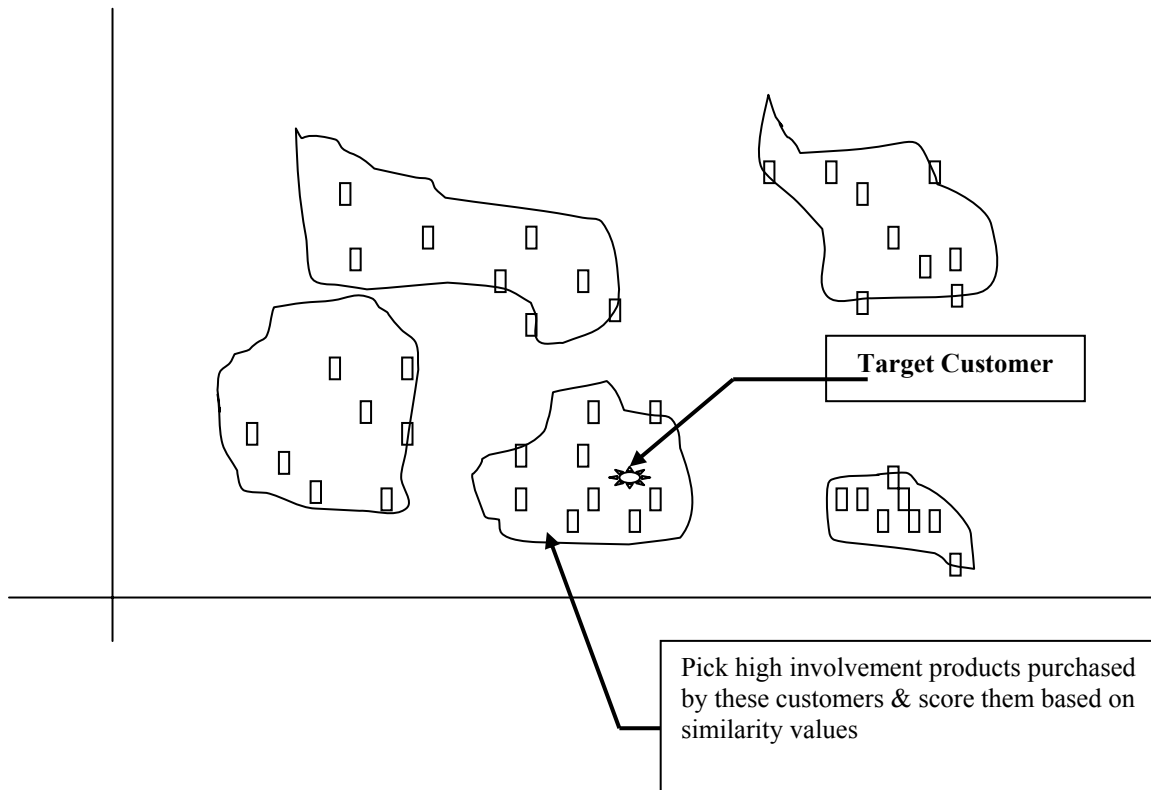 Target Customer
Pick high involvement products purchased
by these customers & score them based on
similarity values